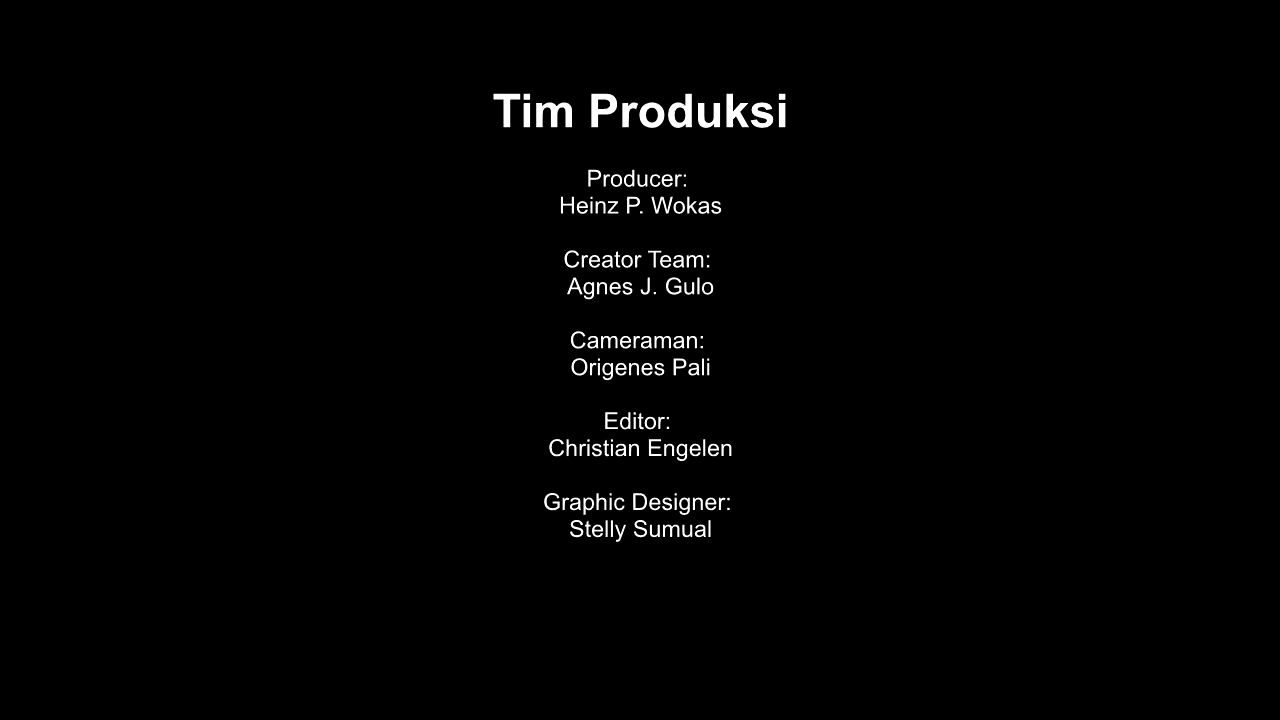 Tim Produksi
Producer:
Heinz P. Wokas
Creator Team:
Agnes J. Gulo
Cameraman:
Origenes Pali
Editor:
Christian Engelen
Graphic Designer:
Stelly Sumual